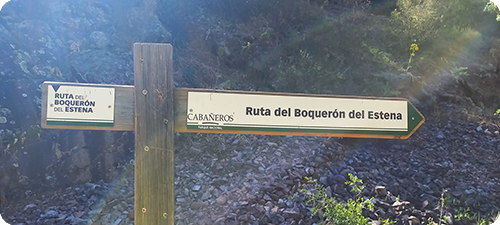 RUTA DEL
BOQUERÓN
DEL ESTENA
CABAÑEROS
PARQUE NACIONAL
Ruta del Boquerón del Estena